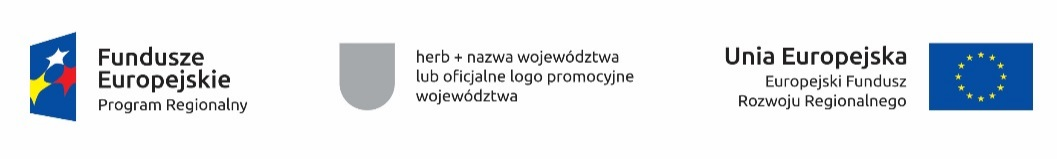 Fundusze
Europejskie
Program Regionalny
herb + nazwa województwa
lub oficjalne logo promocyjne
województwa
Unia Europejska
Europejski Fundusz
Rozwoju Regionalnego